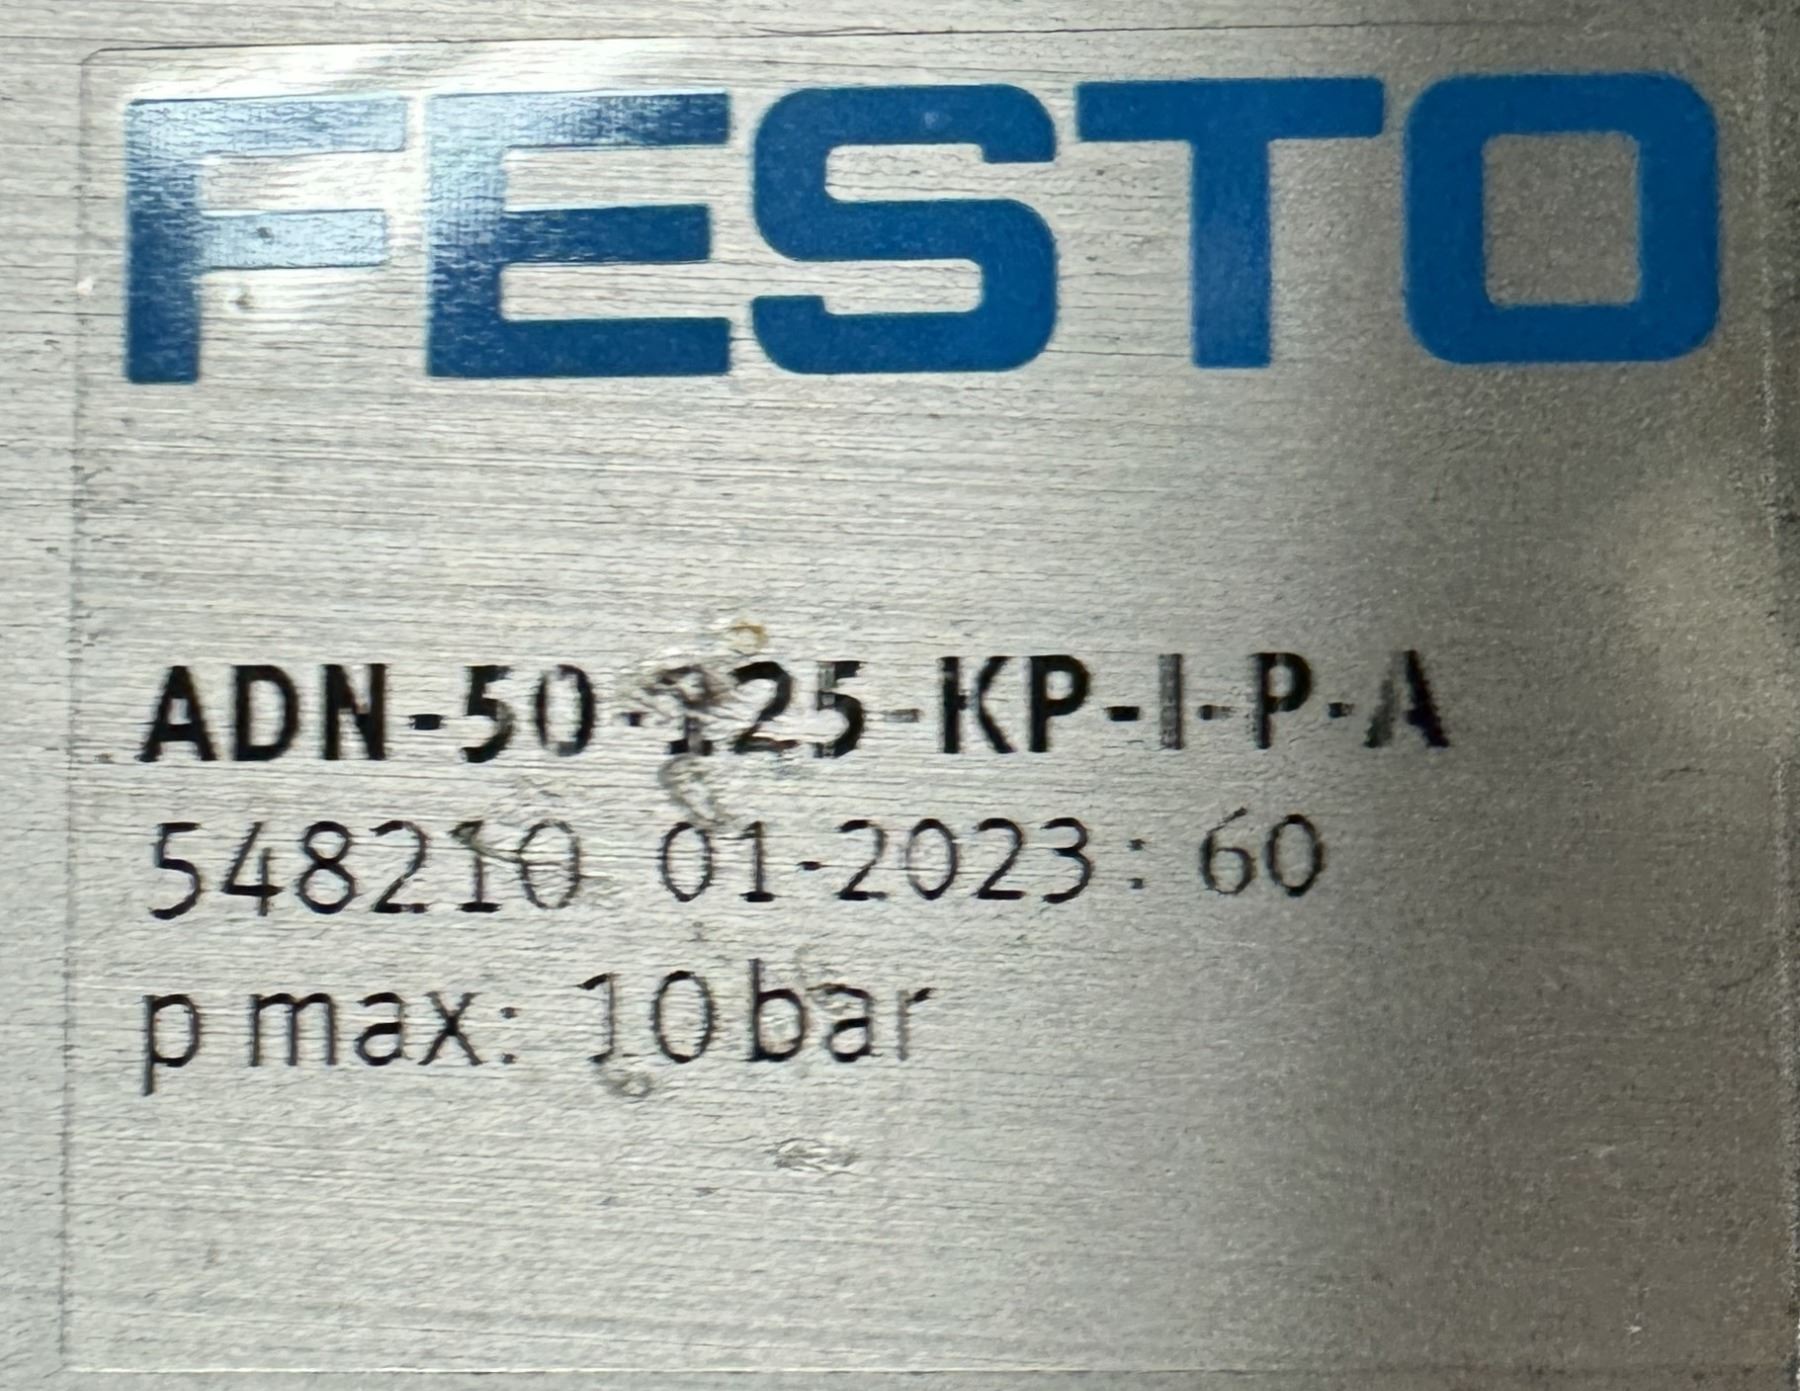 FESTO
ADN-50-125-KP-I-P-A
548210 01-2023: 60
p max: 10 bar